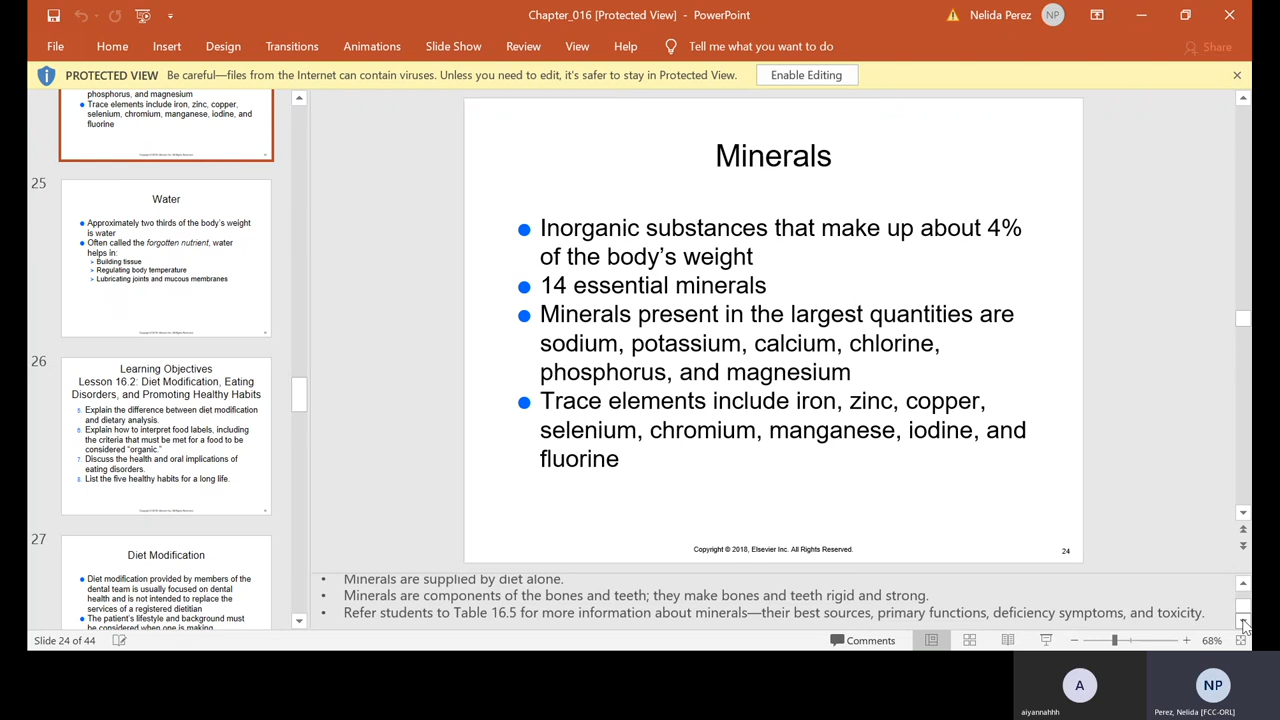 Chapter_016 [Protected View] - PowerPoint
Nelida Perez
NP
File Home Insert Design Transitions Animations Slide Show Review View Help Tell me what you want to do
Share
PROTECTED VIEW Be careful—files from the Internet can contain viruses. Unless you need to edit, it's safer to stay in Protected View.
Enable Editing
phosphorus, and magnesium
Trace elements include iron, zinc, copper,
selenium, chromium, manganese, iodine, and
fluorine
25
Water
Approximately two thirds of the body's weight
is water
Often called the forgotten nutrient, water
helps in:
Building tissue
Regulating body temperature
Lubricating joints and mucous membranes
26
Learning Objectives
Lesson 16.2: Diet Modification, Eating
Disorders, and Promoting Healthy Habits
5. Explain the difference between diet modification
and dietary analysis.
6. Explain how to interpret food labels, including
the criteria that must be met for a food to be
considered "organic."
7. Discuss the health and oral implications of
eating disorders.
8. List the five healthy habits for a long life.
27
Diet Modification
Diet modification provided by members of the
dental team is usually focused on dental
health and is not intended to replace the
services of a registered dietitian
The patient's lifestyle and background must
be considered when one is making
Minerals
Inorganic substances that make up about 4%
of the body's weight
14 essential minerals
Minerals present in the largest quantities are
sodium, potassium, calcium, chlorine,
phosphorus, and magnesium
Trace elements include iron, zinc, copper,
selenium, chromium, manganese, iodine, and
fluorine
Copyright © 2018, Elsevier Inc. All Rights Reserved.
24
• Minerals are supplied by diet alone.
• Minerals are components of the bones and teeth; they make bones and teeth rigid and strong.
• Refer students to Table 16.5 for more information about minerals—their best sources, primary functions, deficiency symptoms, and toxicity.
Slide 24 of 44
Comments
68%
A
aiyannahhh
NP
Perez, Nelida [FCC-ORL]